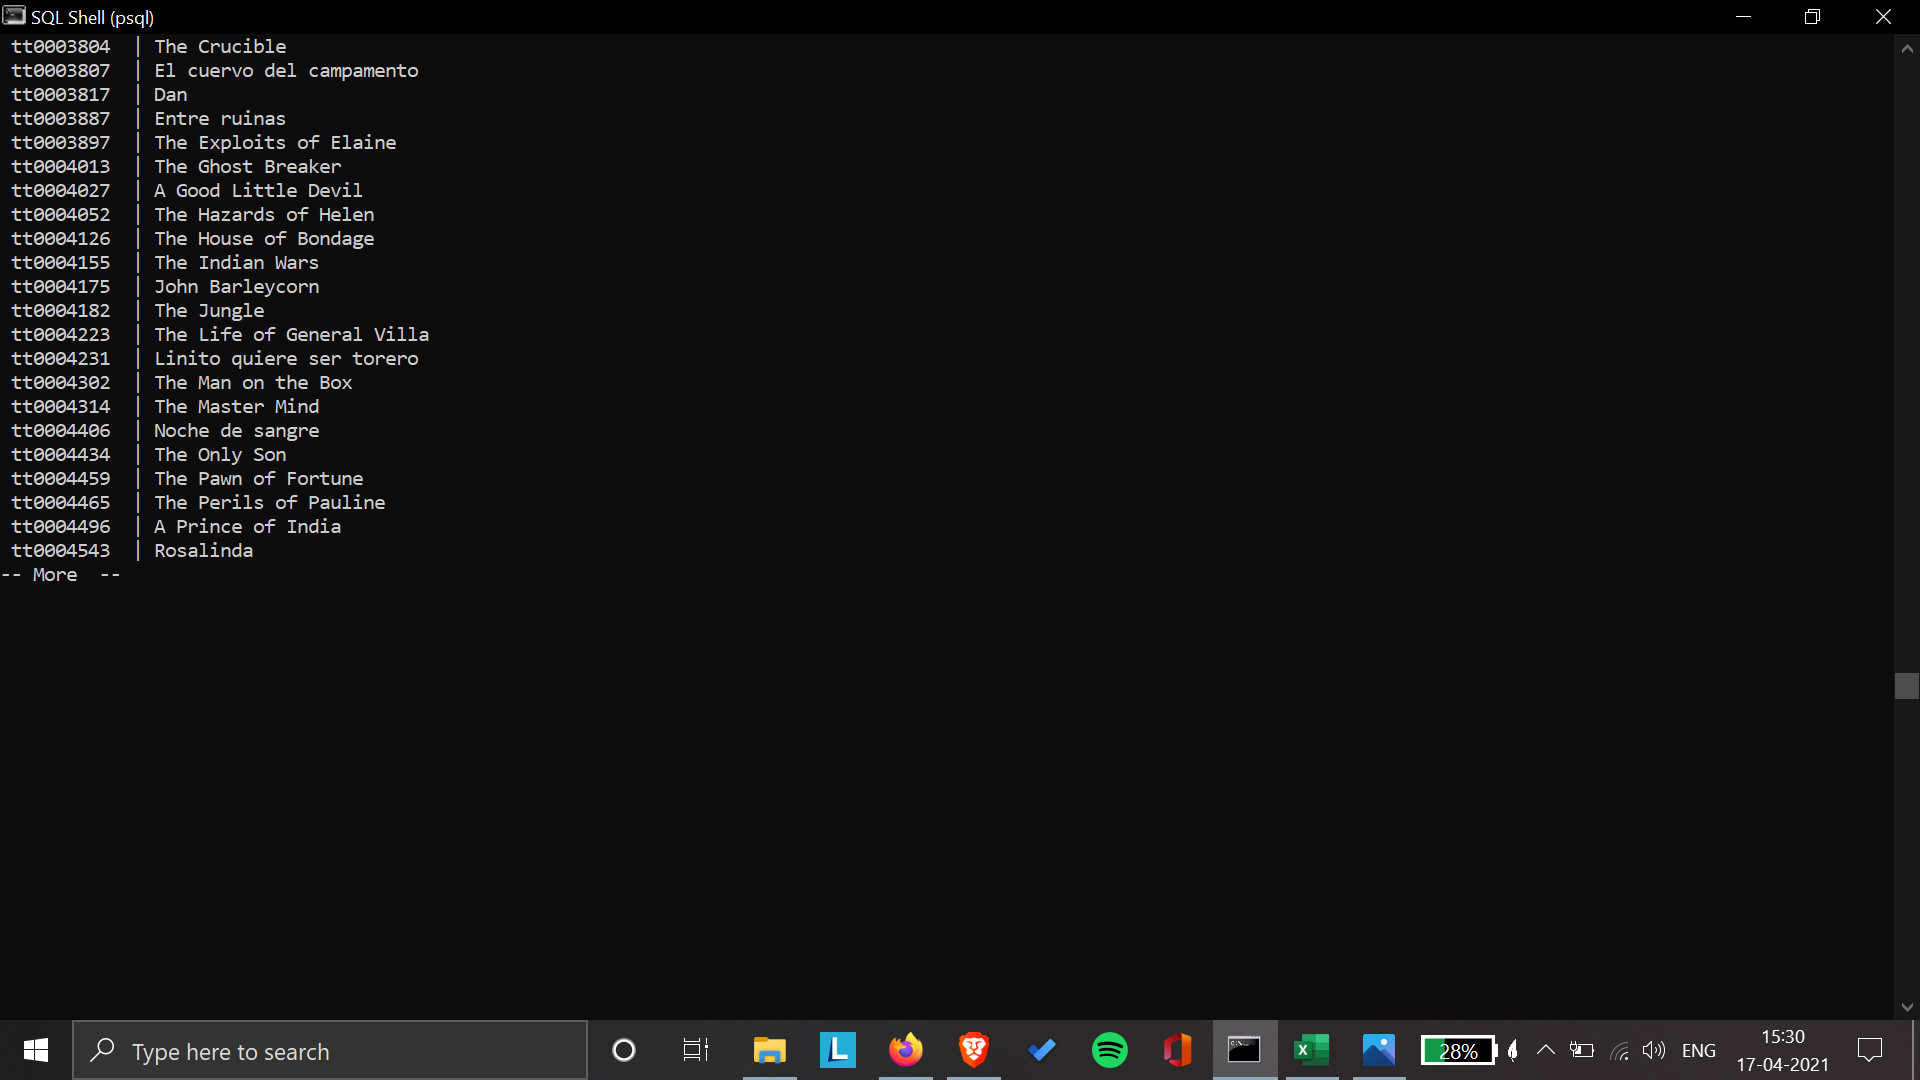 SQL Shell (psql)
tt0003804 | The Crucible
tt0003807 | El cuervo del campamento
tt0003817 | Dan
tt0003887 | Entre ruinas
tt0003897 | The Exploits of Elaine
tt0004013 | The Ghost Breaker
tt0004027 | A Good Little Devil
tt0004052 | The Hazards of Helen
tt0004126 | The House of Bondage
tt0004155 | The Indian Wars
tt0004175 | John Barleycorn
tt0004182 | The Jungle
tt0004223 | The Life of General Villa
tt0004231 | Linito quiere ser torero
tt0004302 | The Man on the Box
tt0004314 | The Master Mind
tt0004406 | Noche de sangre
tt0004434 | The Only Son
tt0004459 | The Pawn of Fortune
tt0004465 | The Perils of Pauline
tt0004496 | A Prince of India
tt0004543 | Rosalinda
-- More --
Type here to search
L
28%
ENG
15:30
17-04-2021